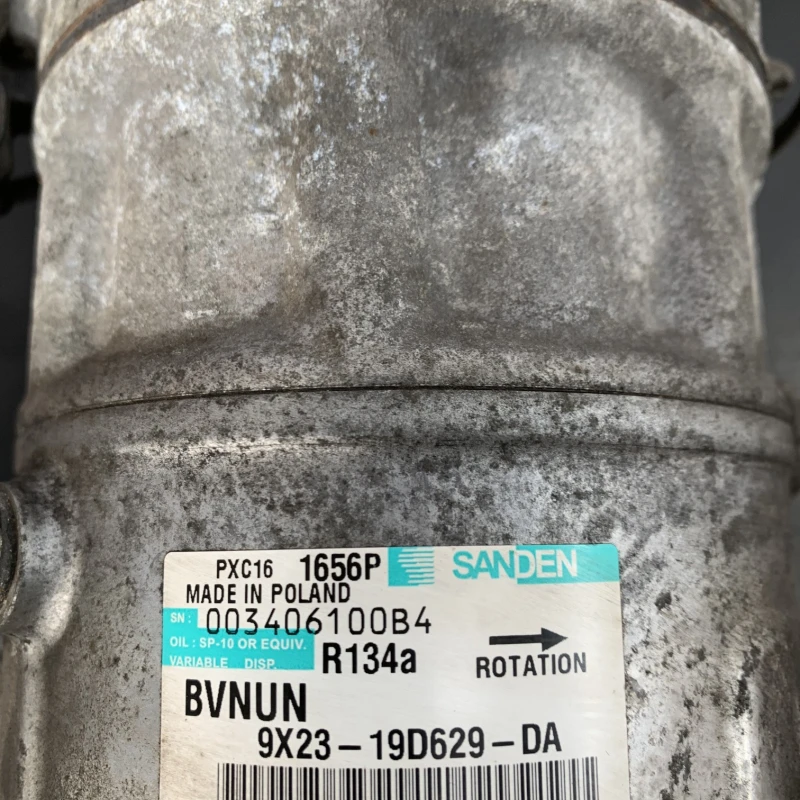 PXC16 1656P SANDEN
MADE IN POLAND
SN: 003406100B4
OIL : SP-10 OR EQUIV.
VARIABLE DISP. R134a ROTATION
BVNUN
9X23-19D629-DA